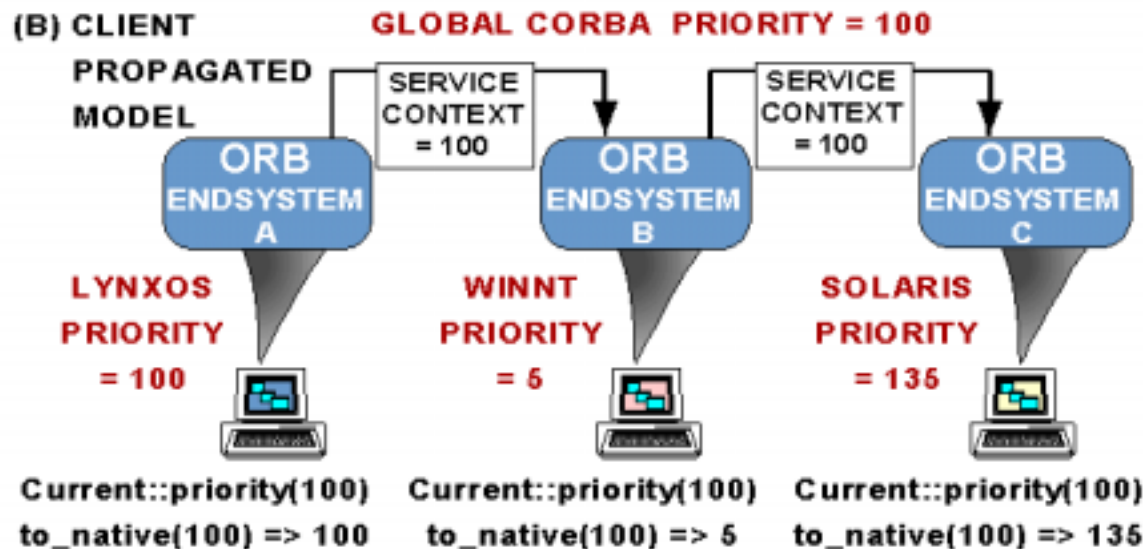 (B) CLIENT
PROPAGATED
MODEL
GLOBAL CORBA PRIORITY = 100
SERVICE
CONTEXT
= 100
SERVICE
CONTEXT
= 100
ORB
ENDSYSTEM
A
ORB
ENDSYSTEM
B
ORB
ENDSYSTEM
C
LYNXOS
PRIORITY
= 100
WINNT
PRIORITY
= 5
SOLARIS
PRIORITY
= 135
Current::priority(100)
to_native(100) => 100
Current::priority(100)
to_native(100) => 5
Current::priority(100)
to_native(100) => 135